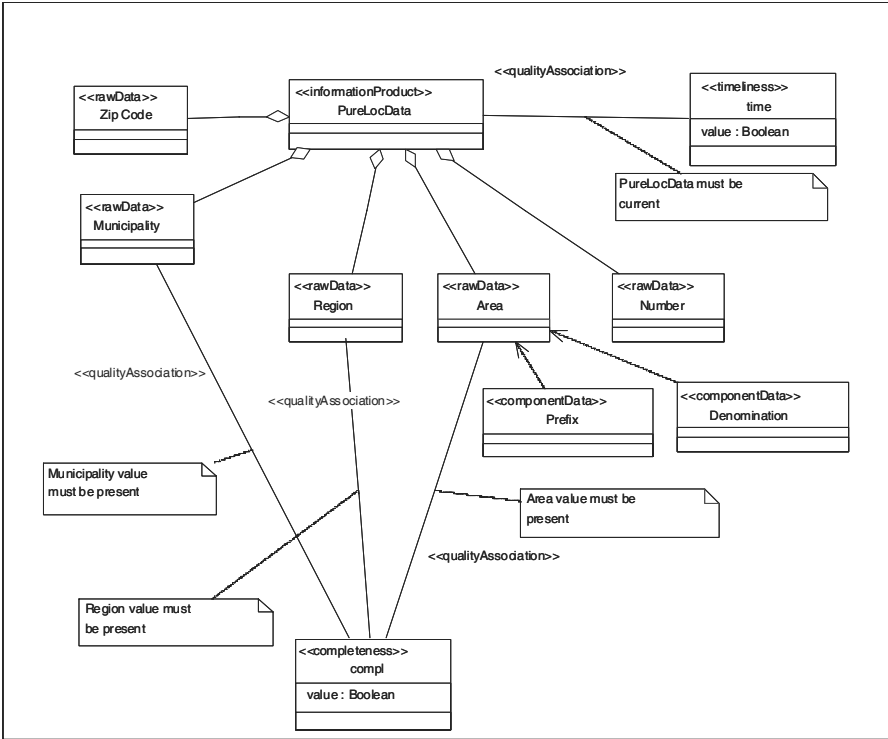 <<qualityAssociation>>
<<rawData>>
Zip Code
<<informationProduct>>
PureLocData
<<timeliness>>
time
value : Boolean
PureLocData must be
current
<<rawData>>
Municipality
<<rawData>>
Region
<<rawData>>
Area
<<rawData>>
Number
<<qualityAssociation>>
<<qualityAssociation>>
<<componentData>>
Prefix
<<componentData>>
Denomination
Municipality value
must be present
Area value must be
present
<<qualityAssociation>>
Region value must
be present
<<completeness>>
compl
value : Boolean